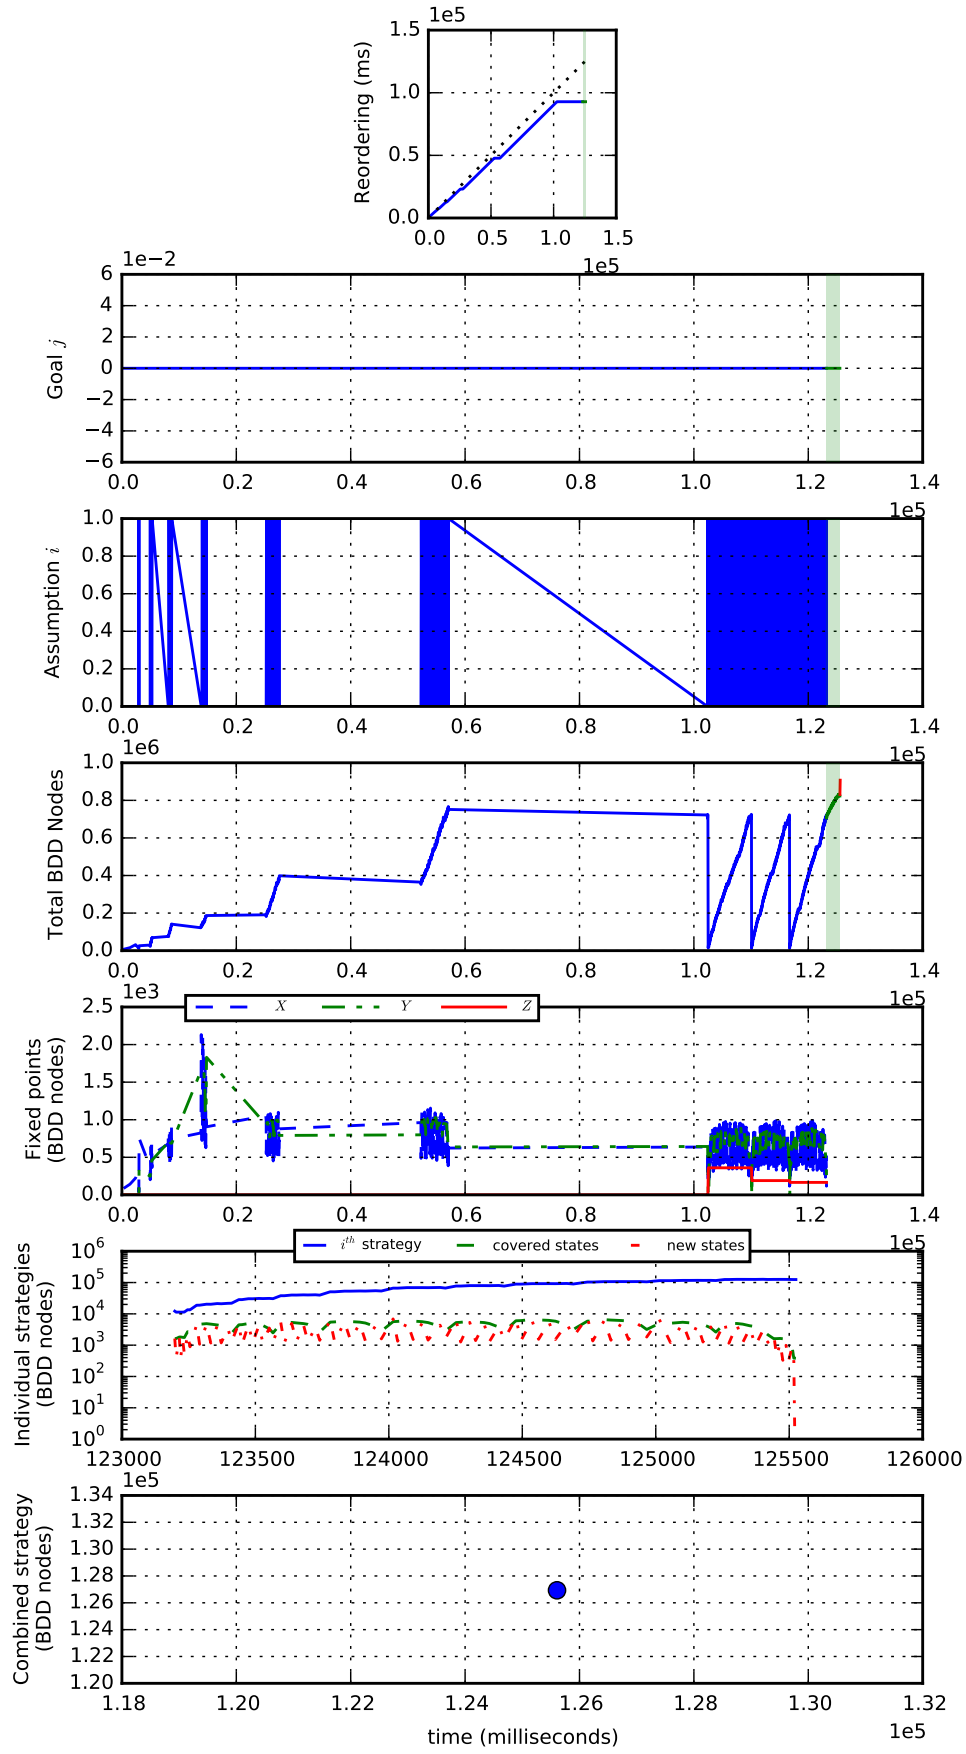 1e5
1.5
1.0
0.5
0.0
Reordering (ms)
0.0 0.5 1.0 1.5
1e5
1e−2
6
4
2
0
−2
−4
−6
Goal j
0.0 0.2 0.4 0.6 0.8 1.0 1.2 1.4
1e5
1.0
0.8
0.6
0.4
0.2
0.0
Assumption i
0.0 0.2 0.4 0.6 0.8 1.0 1.2 1.4
1e5
1e6
1.0
0.8
0.6
0.4
0.2
0.0
Total BDD Nodes
0.0 0.2 0.4 0.6 0.8 1.0 1.2 1.4
1e5
1e3
X Y Z
2.5
2.0
1.5
1.0
0.5
0.0
Fixed points
(BDD nodes)
0.0 0.2 0.4 0.6 0.8 1.0 1.2 1.4
1e5
i^th strategy covered states new states
10^6
10^5
10^4
10^3
10^2
10^1
10^0
Individual strategies
(BDD nodes)
123000 123500 124000 124500 125000 125500 126000
1e5
1.34
1.32
1.30
1.28
1.26
1.24
1.22
1.20
Combined strategy
(BDD nodes)
1.18 1.20 1.22 1.24 1.26 1.28 1.30 1.32
time (milliseconds)
1e5